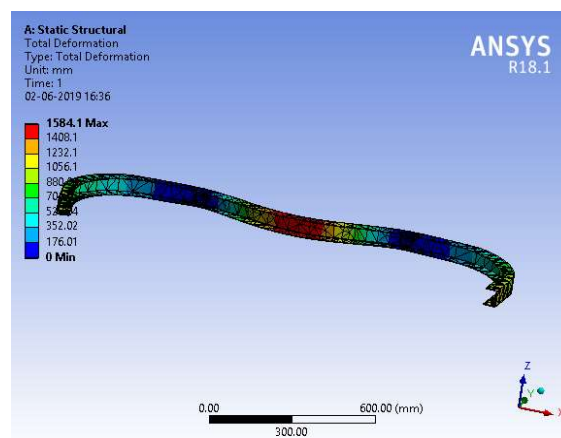 A: Static Structural
Total Deformation
Type: Total Deformation
Unit: mm
Time: 1
02-06-2019 16:36
ANSYS
R18.1
1584.1 Max
1408.1
1232.1
1056.1
352.02
176.01
0 Min
0.00
600.00 (mm)
300.00
Z
Y
X